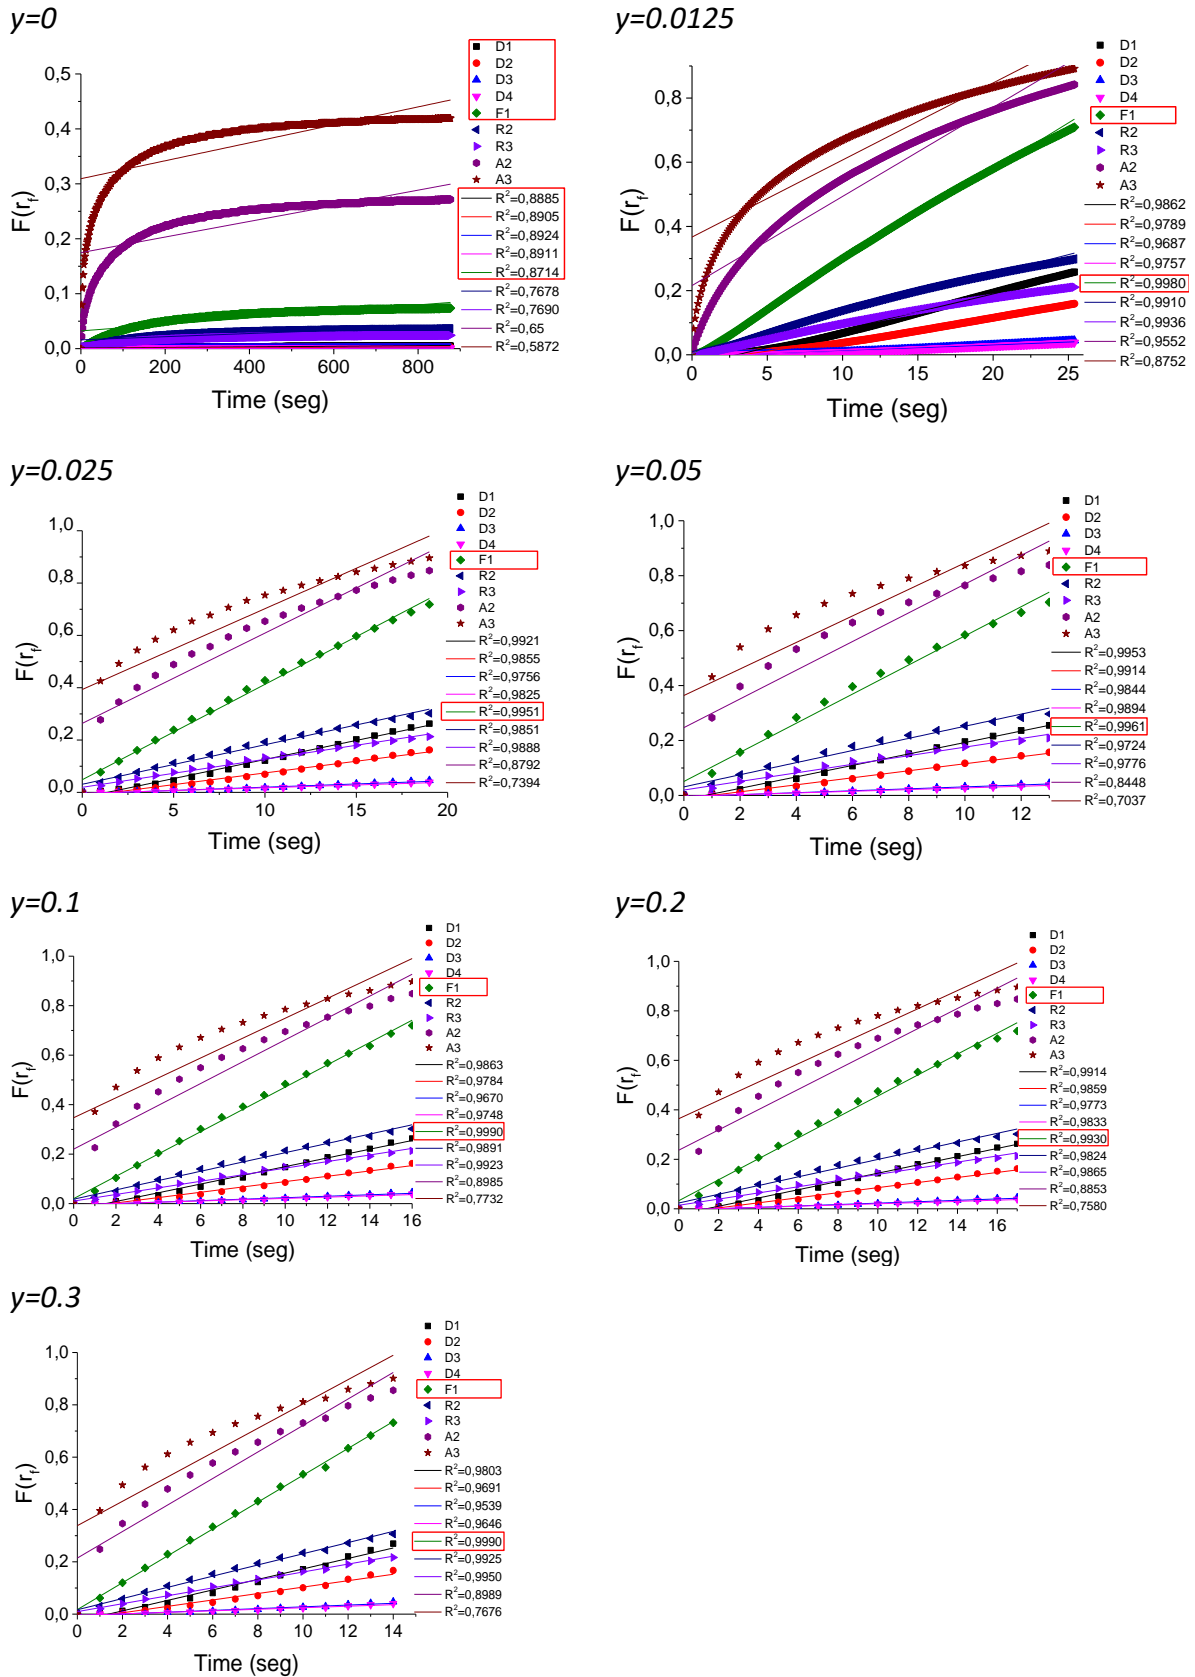 y=0
D1
D2
D3
D4
F1
R2
R3
A2
A3
R²=0,8885
R²=0,8905
R²=0,8924
R²=0,8911
R²=0,8714
R²=0,7678
R²=0,7690
R²=0,65
R²=0,5872
F(r_f)
0,5
0,4
0,3
0,2
0,1
0,0
0 200 400 600 800
Time (seg)
y=0.0125
D1
D2
D3
D4
F1
R2
R3
A2
A3
R²=0,9862
R²=0,9789
R²=0,9687
R²=0,9757
R²=0,9980
R²=0,9910
R²=0,9936
R²=0,9552
R²=0,8752
F(r_f)
0,8
0,6
0,4
0,2
0,0
0 5 10 15 20 25
Time (seg)
y=0.025
D1
D2
D3
D4
F1
R2
R3
A2
A3
R²=0,9921
R²=0,9855
R²=0,9756
R²=0,9825
R²=0,9951
R²=0,9851
R²=0,9888
R²=0,8792
R²=0,7394
F(r_f)
1,0
0,8
0,6
0,4
0,2
0,0
0 5 10 15 20
Time (seg)
y=0.05
D1
D2
D3
D4
F1
R2
R3
A2
A3
R²=0,9953
R²=0,9914
R²=0,9844
R²=0,9894
R²=0,9961
R²=0,9724
R²=0,9776
R²=0,8448
R²=0,7037
F(r_f)
1,0
0,8
0,6
0,4
0,2
0,0
0 2 4 6 8 10 12
Time (seg)
y=0.1
D1
D2
D3
D4
F1
R2
R3
A2
A3
R²=0,9863
R²=0,9784
R²=0,9670
R²=0,9748
R²=0,9990
R²=0,9891
R²=0,9923
R²=0,8985
R²=0,7732
F(r_f)
1,0
0,8
0,6
0,4
0,2
0,0
0 2 4 6 8 10 12 14 16
Time (seg)
y=0.2
D1
D2
D3
D4
F1
R2
R3
A2
A3
R²=0,9914
R²=0,9859
R²=0,9773
R²=0,9833
R²=0,9930
R²=0,9824
R²=0,9865
R²=0,8853
R²=0,7580
F(r_f)
1,0
0,8
0,6
0,4
0,2
0,0
0 2 4 6 8 10 12 14 16
Time (seg)
y=0.3
D1
D2
D3
D4
F1
R2
R3
A2
A3
R²=0,9803
R²=0,9691
R²=0,9539
R²=0,9646
R²=0,9990
R²=0,9925
R²=0,9950
R²=0,8989
R²=0,7676
F(r_f)
1,0
0,8
0,6
0,4
0,2
0,0
0 2 4 6 8 10 12 14
Time (seg)